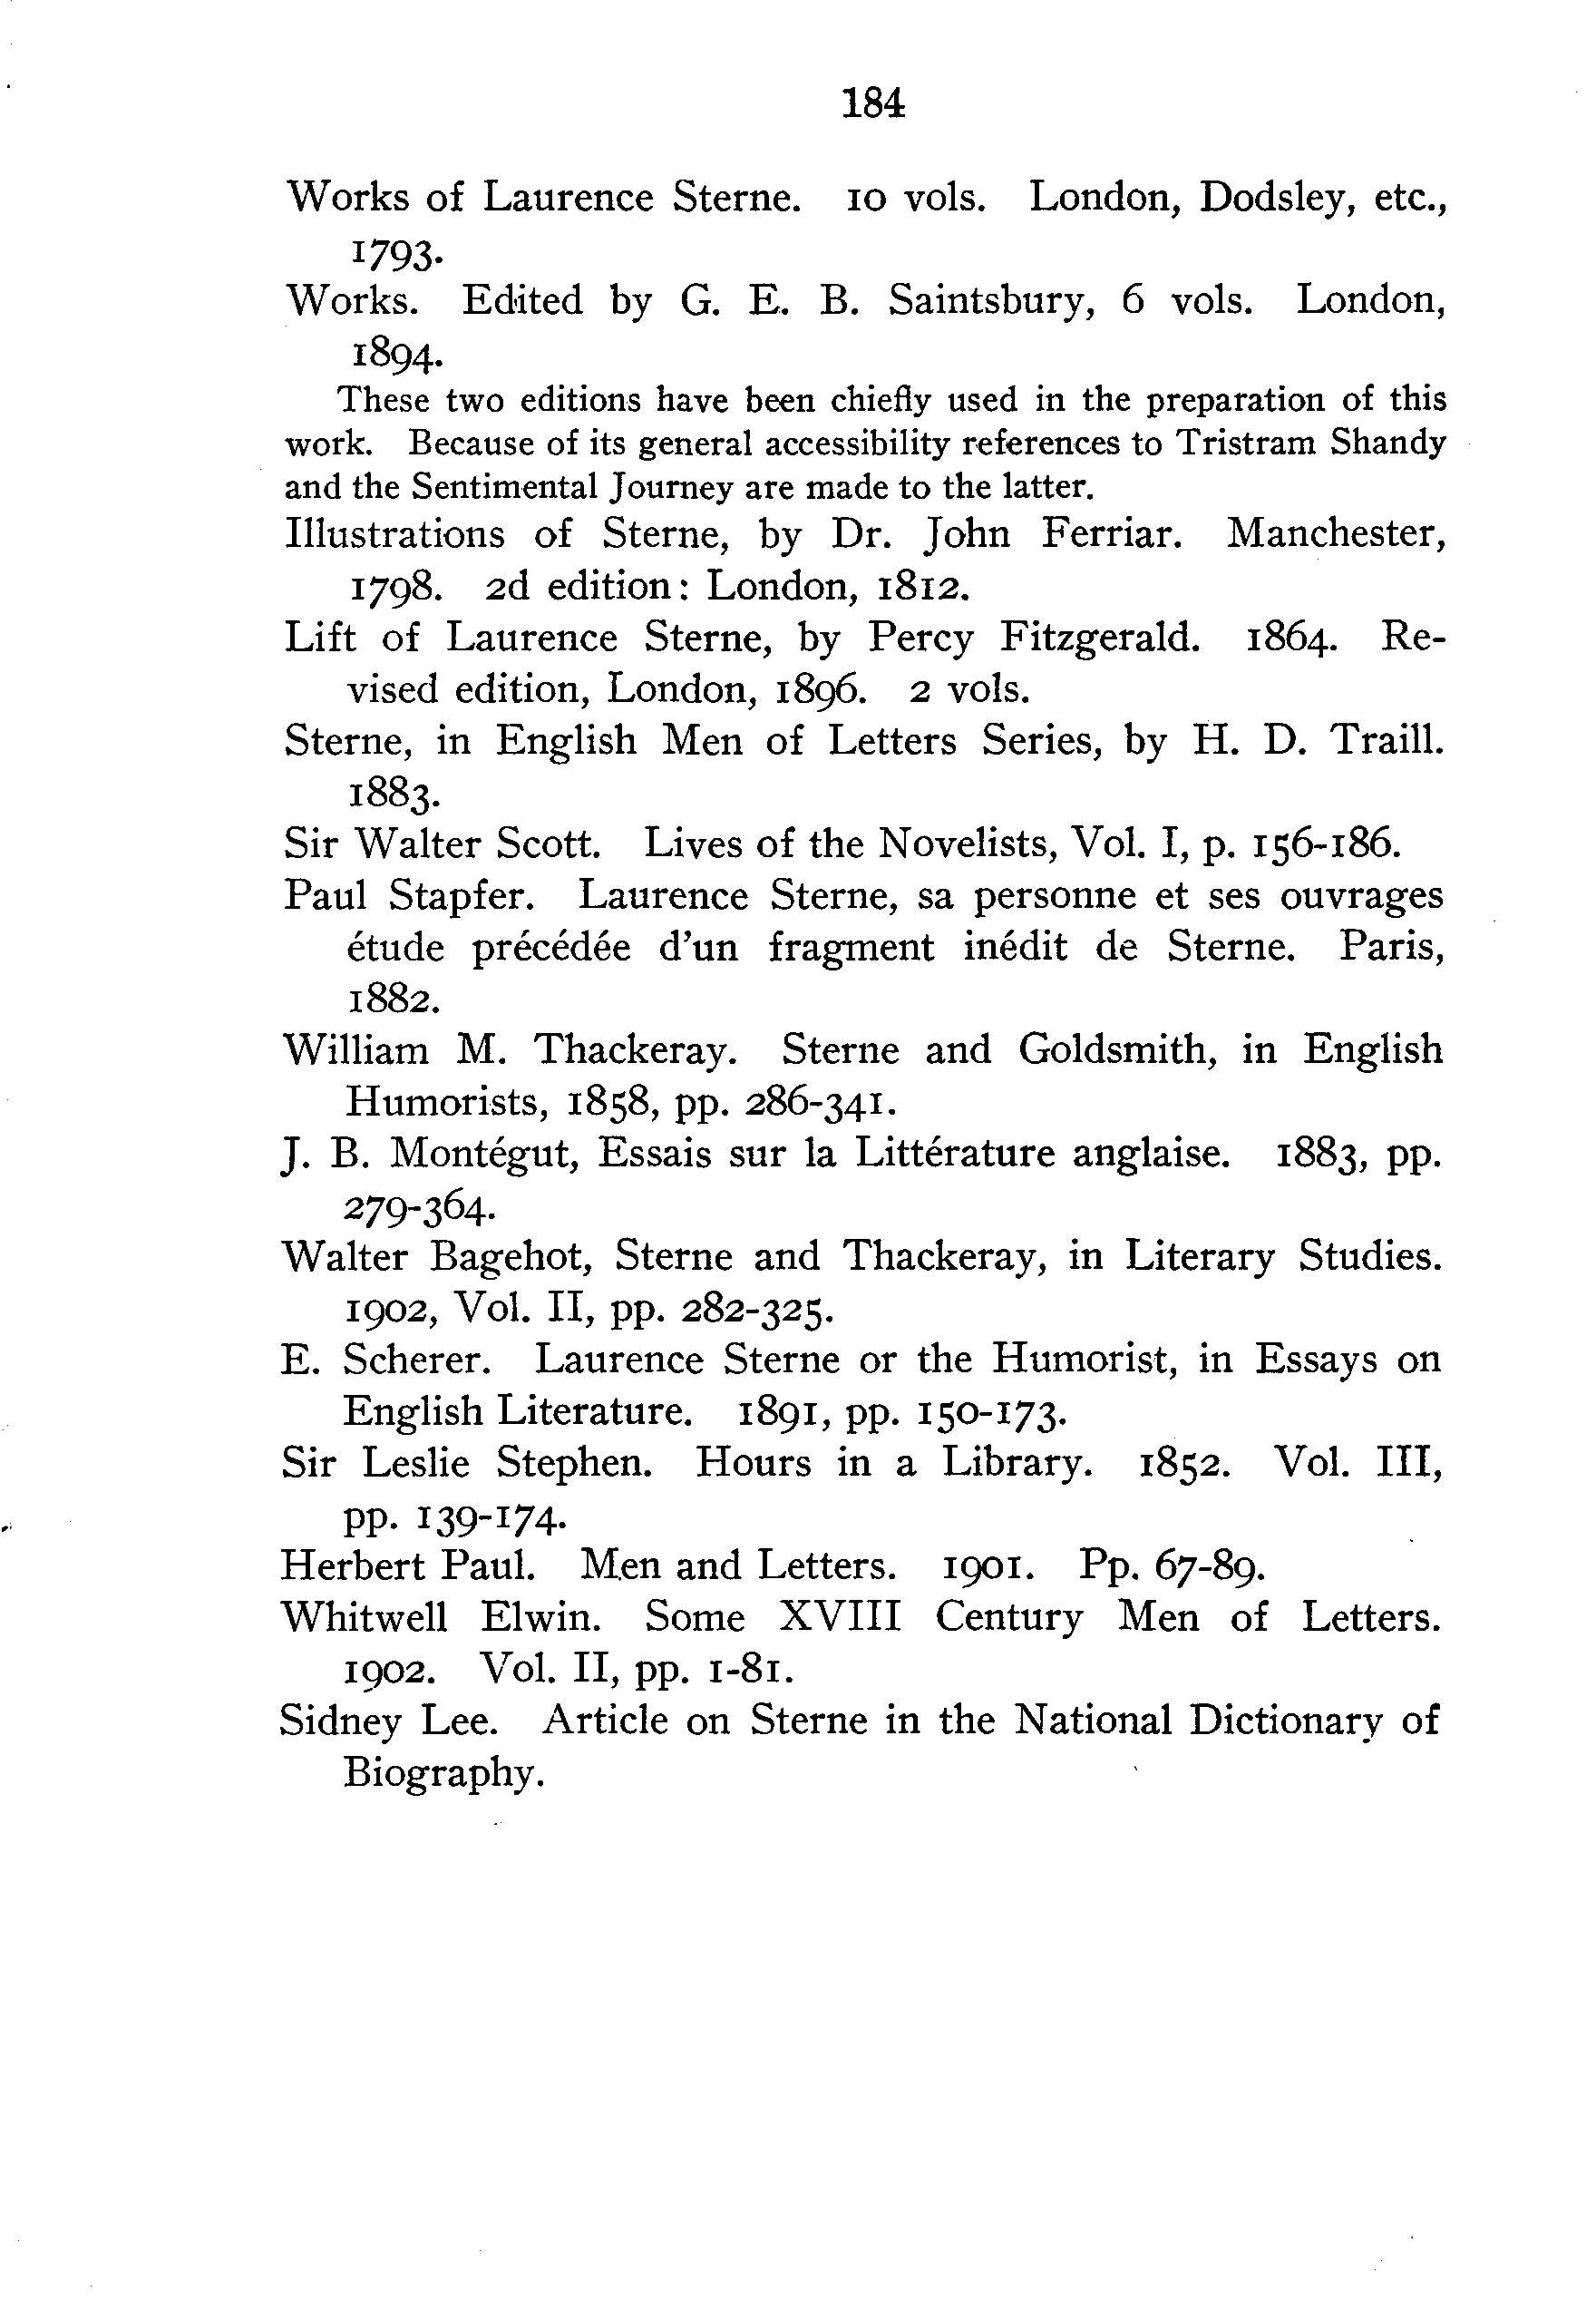 184
Works of Laurence Sterne. 10 vols. London, Dodsley, etc.,
1793.
Works. Edited by G. E. B. Saintsbury, 6 vols. London,
1894.
These two editions have been chiefly used in the preparation of this
work. Because of its general accessibility references to Tristram Shandy
and the Sentimental Journey are made to the latter.
Illustrations of Sterne, by Dr. John Ferriar. Manchester,
1798. 2d edition: London, 1812.
Lift of Laurence Sterne, by Percy Fitzgerald. 1864. Re-
vised edition, London, 1896. 2 vols.
Sterne, in English Men of Letters Series, by H. D. Traill.
1883.
Sir Walter Scott. Lives of the Novelists, Vol. I, p. 156-186.
Paul Stapfer. Laurence Sterne, sa personne et ses ouvrages
étude précédée d'un fragment inédit de Sterne. Paris,
1882.
William M. Thackeray. Sterne and Goldsmith, in English
Humorists, 1858, pp. 286-341.
J. B. Montégut, Essais sur la Littérature anglaise. 1883, pp.
279-364.
Walter Bagehot, Sterne and Thackeray, in Literary Studies.
1902, Vol. II, pp. 282-325.
E. Scherer. Laurence Sterne or the Humorist, in Essays on
English Literature. 1891, pp. 150-173.
Sir Leslie Stephen. Hours in a Library. 1852. Vol. III,
pp. 139-174.
Herbert Paul. Men and Letters. 1901. Pp. 67-89.
Whitwell Elwin. Some XVIII Century Men of Letters.
1902. Vol. II, pp. 1-81.
Sidney Lee. Article on Sterne in the National Dictionary of
Biography.